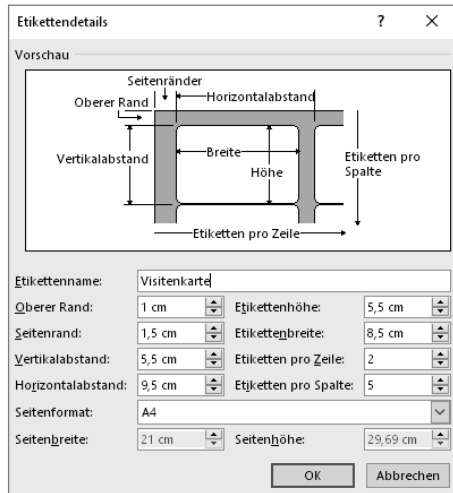 Etikettendetails ? ×
Vorschau
Seitenränder
Oberer Rand Horizontalabstand
Vertikalabstand Breite Höhe Etiketten pro
Spalte
Etiketten pro Zeile
Etikettenname: Visitenkarte
Oberer Rand: 1 cm Etikettenhöhe: 5,5 cm
Seitenrand: 1,5 cm Etikettenbreite: 8,5 cm
Vertikalabstand: 5,5 cm Etiketten pro Zeile: 2
Horizontalabstand: 9,5 cm Etiketten pro Spalte: 5
Seitenformat: A4
Seitenbreite: 21 cm Seitenhöhe: 29,69 cm
OK Abbrechen